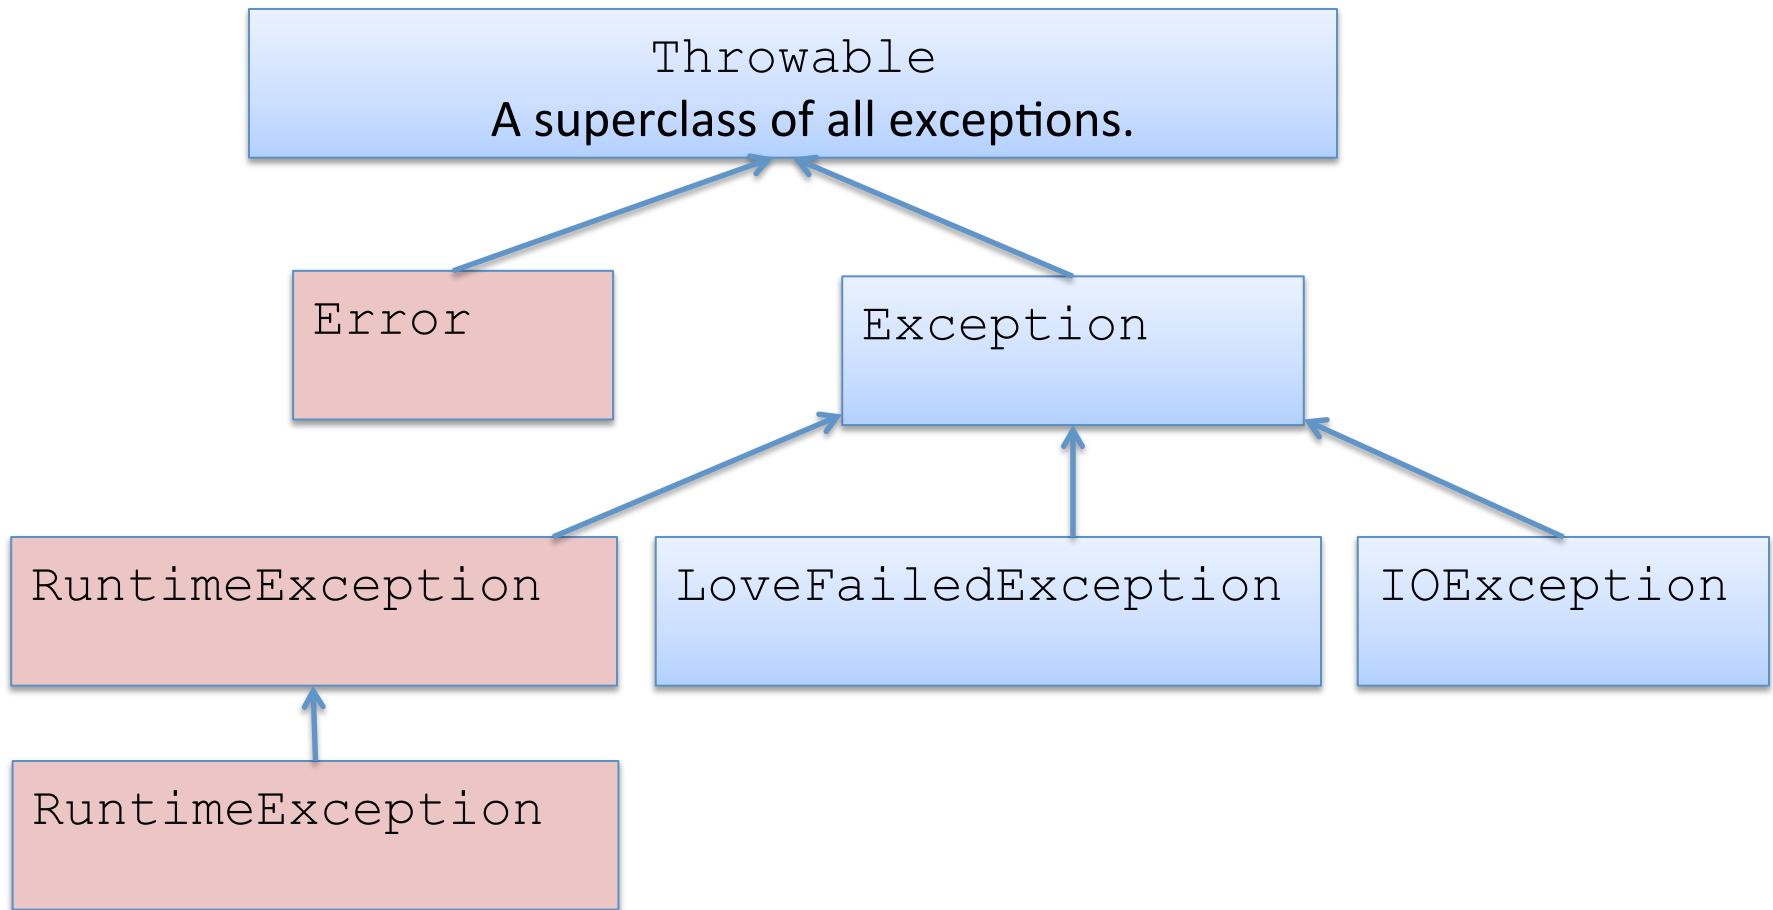 Throwable
A superclass of all exceptions.
Error
Exception
RuntimeException
LoveFailedException
IOException
RuntimeException